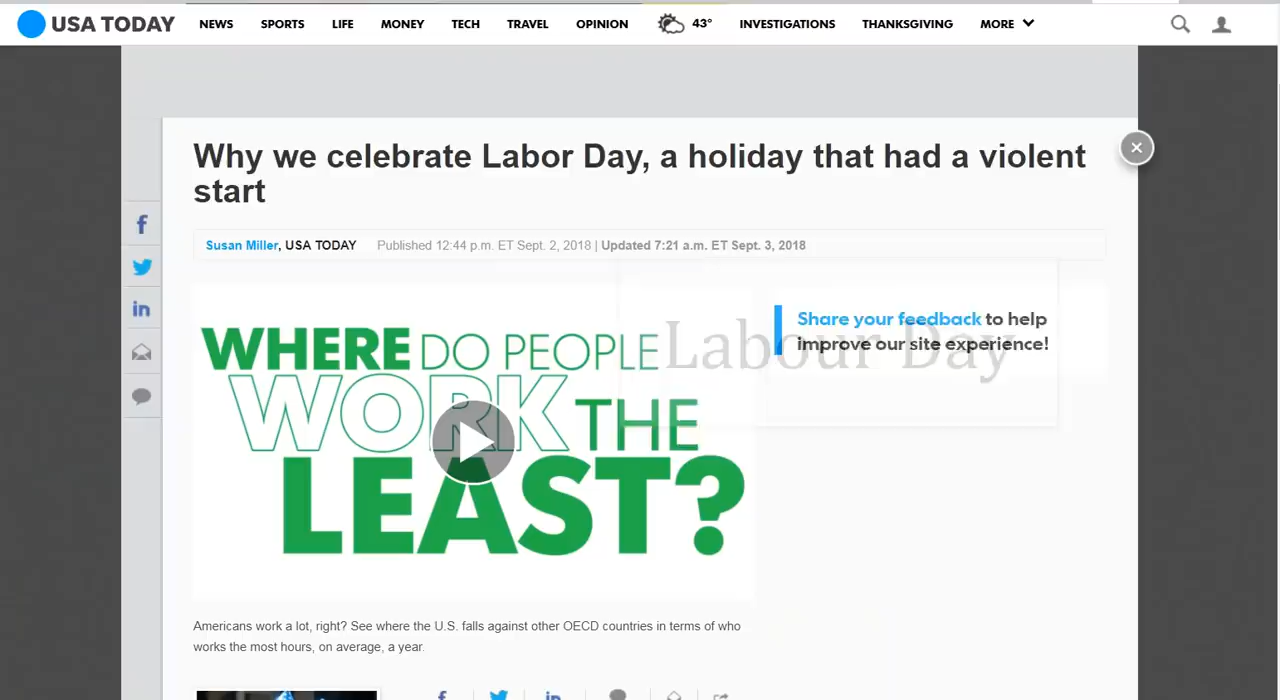 USA TODAY NEWS SPORTS LIFE MONEY TECH TRAVEL OPINION 43° INVESTIGATIONS THANKSGIVING MORE
Why we celebrate Labor Day, a holiday that had a violent
start
Susan Miller, USA TODAY Published 12:44 p.m. ET Sept. 2, 2018 | Updated 7:21 a.m. ET Sept. 3, 2018
WHERE DO PEOPLE
WORK THE
LEAST?
Share your feedback to help
improve our site experience!
Labour Day
Americans work a lot, right? See where the U.S. falls against other OECD countries in terms of who
works the most hours, on average, a year.